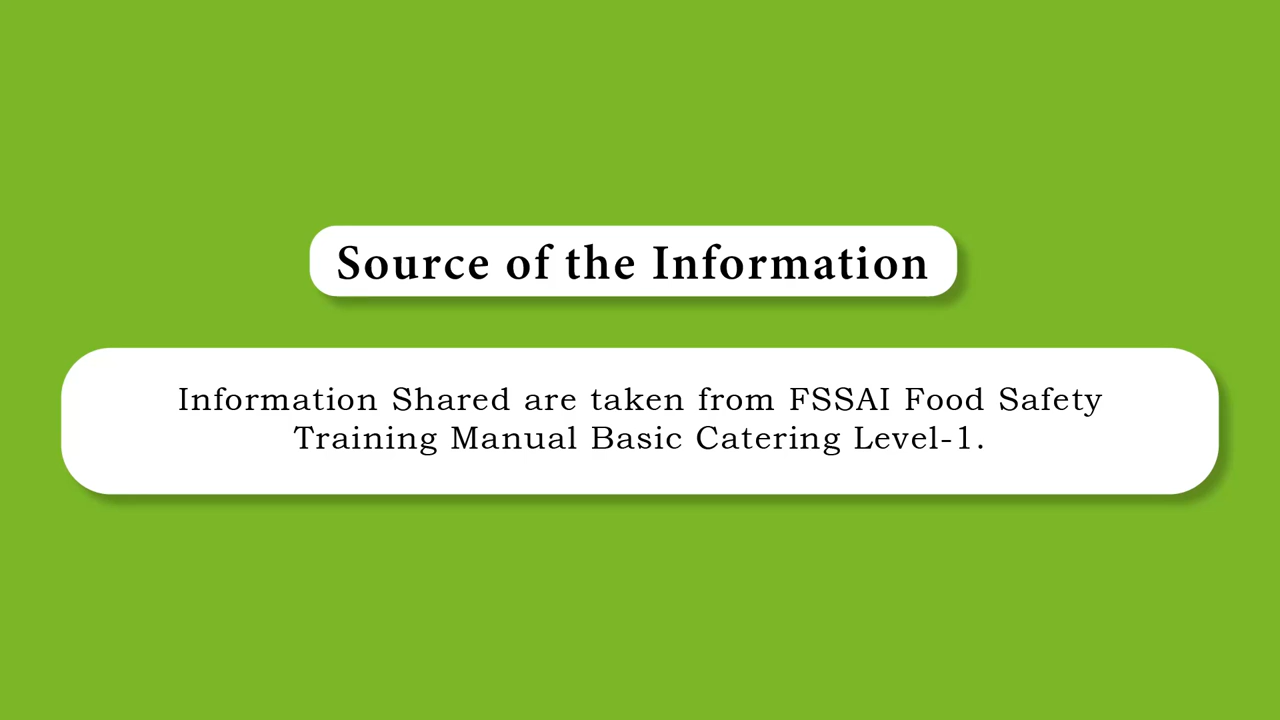 Source of the Information
Information Shared are taken from FSSAI Food Safety
Training Manual Basic Catering Level-1.